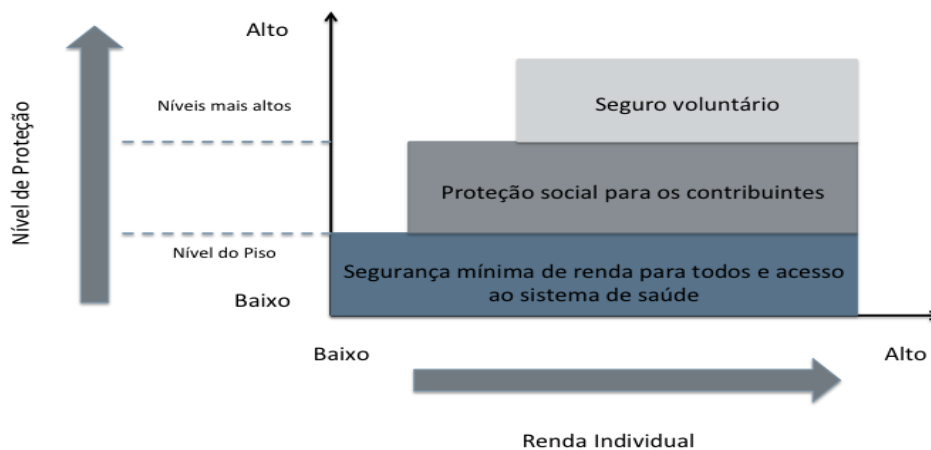 Nível de Proteção
Alto
Níveis mais altos
Nível do Piso
Baixo
Seguro voluntário
Proteção social para os contribuintes
Segurança mínima de renda para todos e acesso
ao sistema de saúde
Baixo
Alto
Renda Individual